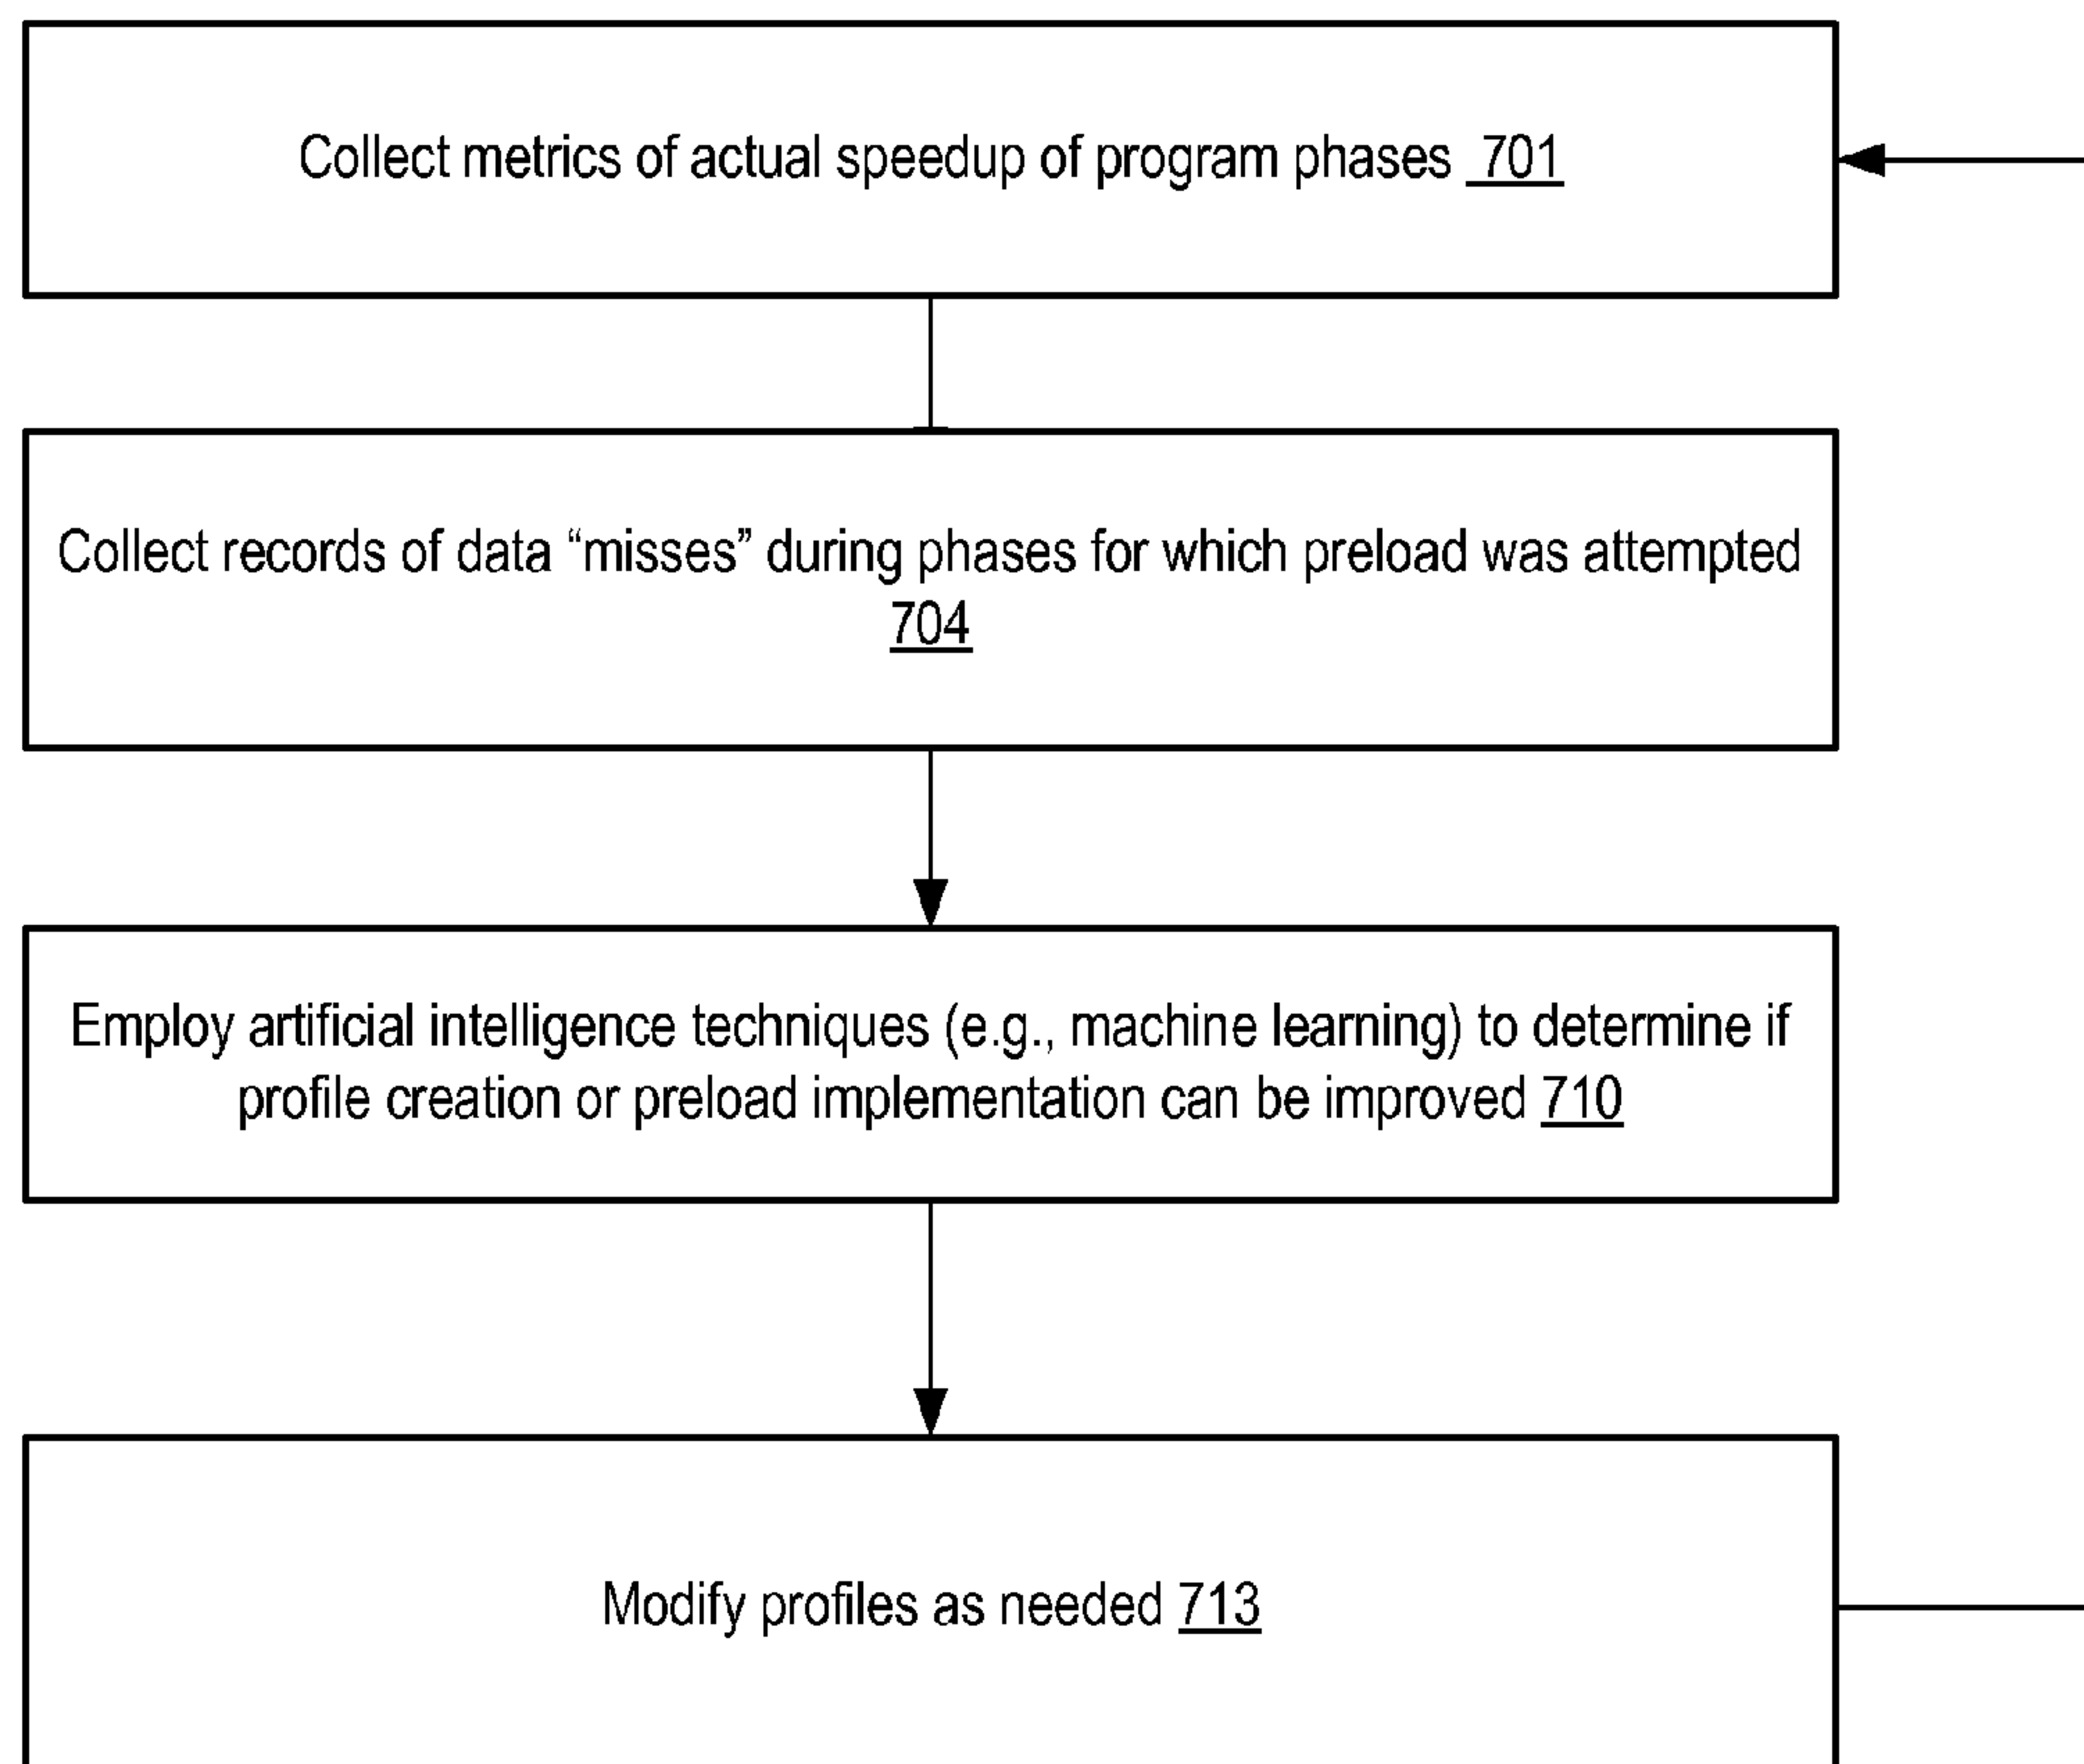 Collect metrics of actual speedup of program phases 701
Collect records of data “misses” during phases for which preload was attempted
704
Employ artificial intelligence techniques (e.g., machine learning) to determine if
profile creation or preload implementation can be improved 710
Modify profiles as needed 713